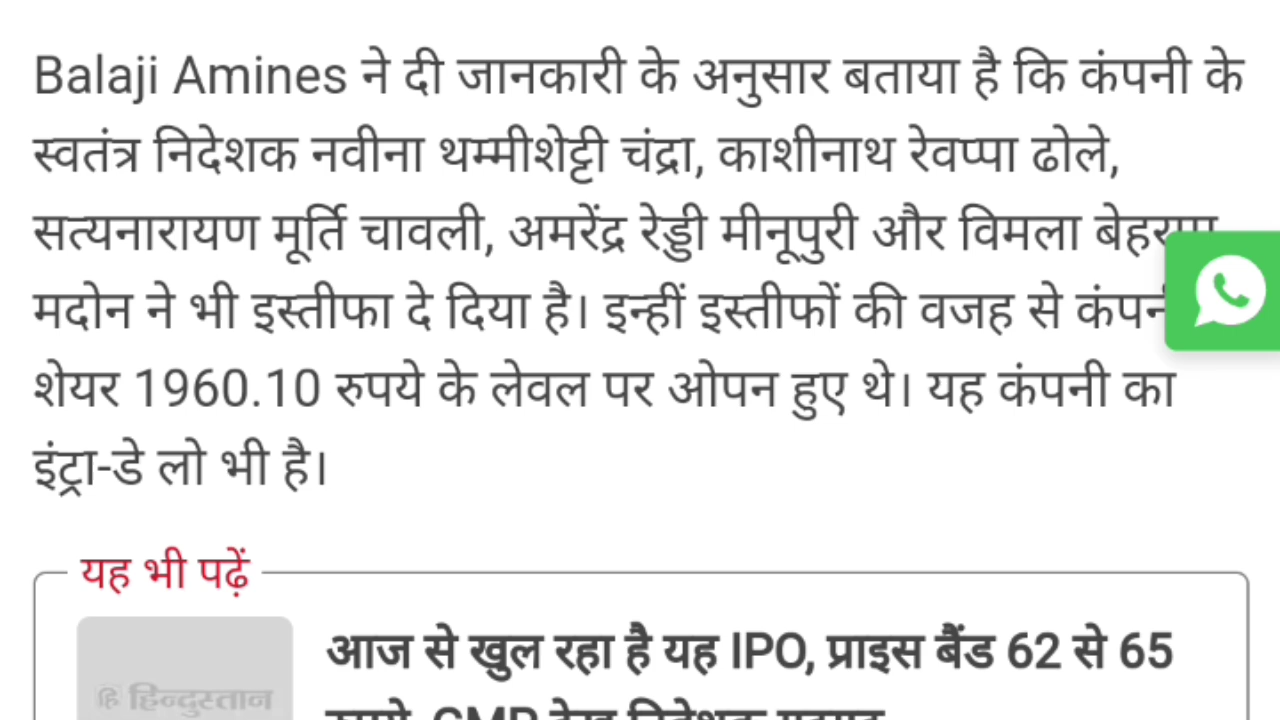 Balaji Amines ने दी जानकारी के अनुसार बताया है कि कंपनी के
स्वतंत्र निदेशक नवीना थम्मीशेट्टी चंद्रा, काशीनाथ रेवप्पा ढोले,
सत्यनारायण मूर्ति चावली, अमरेंद्र रेड्डी मीनूपुरी और विमला
मदोन ने भी इस्तीफा दे दिया है। इन्हीं इस्तीफों की वजह से
शेयर 1960.10 रुपये के लेवल पर ओपन हुए थे। यह कंपनी का
इंट्रा-डे लो भी है।
यह भी पढ़ें
आज से खुल रहा है यह IPO, प्राइस बैंड 62 से 65
हि हिन्दुस्तान